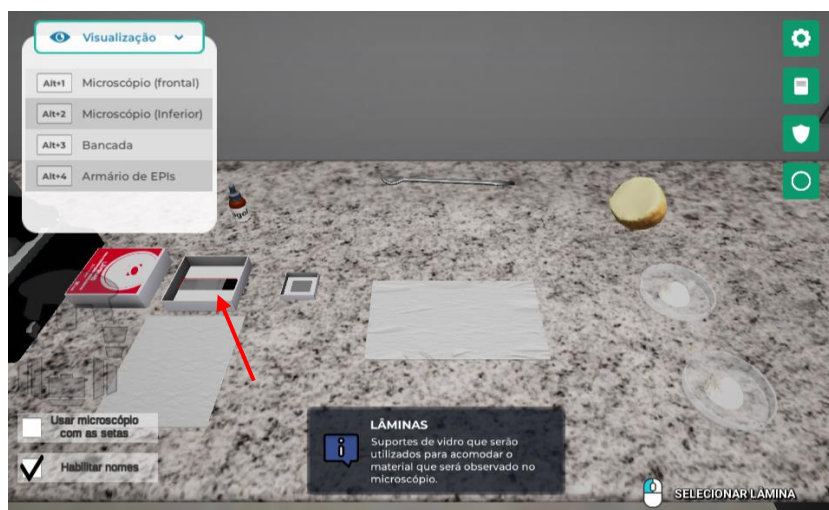 Visualização
Alt+1 Microscópio (frontal)
Alt+2 Microscópio (Inferior)
Alt+3 Bancada
Alt+4 Armário de EPIs
Usar microscópio
com as setas
Habilitar nomes
LÂMINAS
Suportes de vidro que serão
utilizados para acomodar o
material que será observado no
microscópio.
SELECIONAR LÂMINA